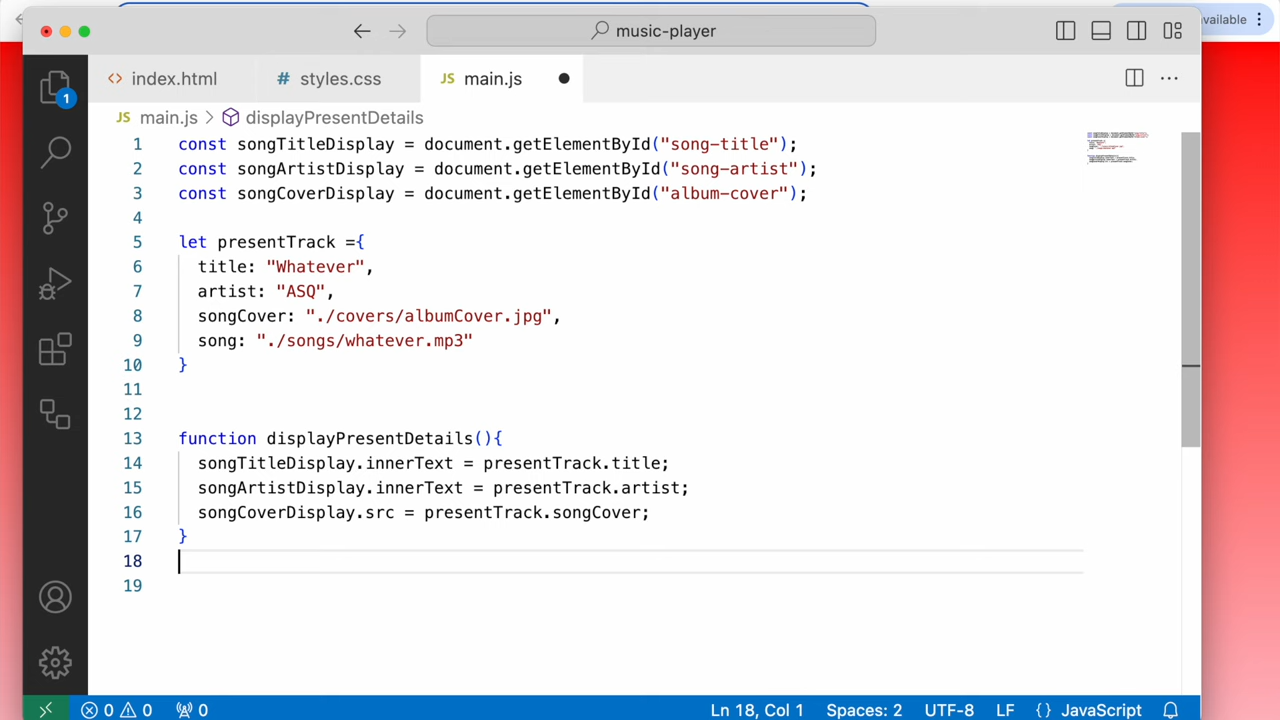 vailable
music-player
index.html
# styles.css
JS main.js
JS main.js > displayPresentDetails
1 const songTitleDisplay = document.getElementById("song-title");
2 const songArtistDisplay = document.getElementById("song-artist");
3 const songCoverDisplay = document.getElementById("album-cover");
4
5 let presentTrack ={
6 title: "Whatever",
7 artist: "ASQ",
8 songCover: "./covers/albumCover.jpg",
9 song: "./songs/whatever.mp3"
10 }
11
12
13 function displayPresentDetails(){
14 songTitleDisplay.innerText = presentTrack.title;
15 songArtistDisplay.innerText = presentTrack.artist;
16 songCoverDisplay.src = presentTrack.songCover;
17 }
18
19
1
0 0 0 Ln 18, Col 1 Spaces: 2 UTF-8 LF {} JavaScript